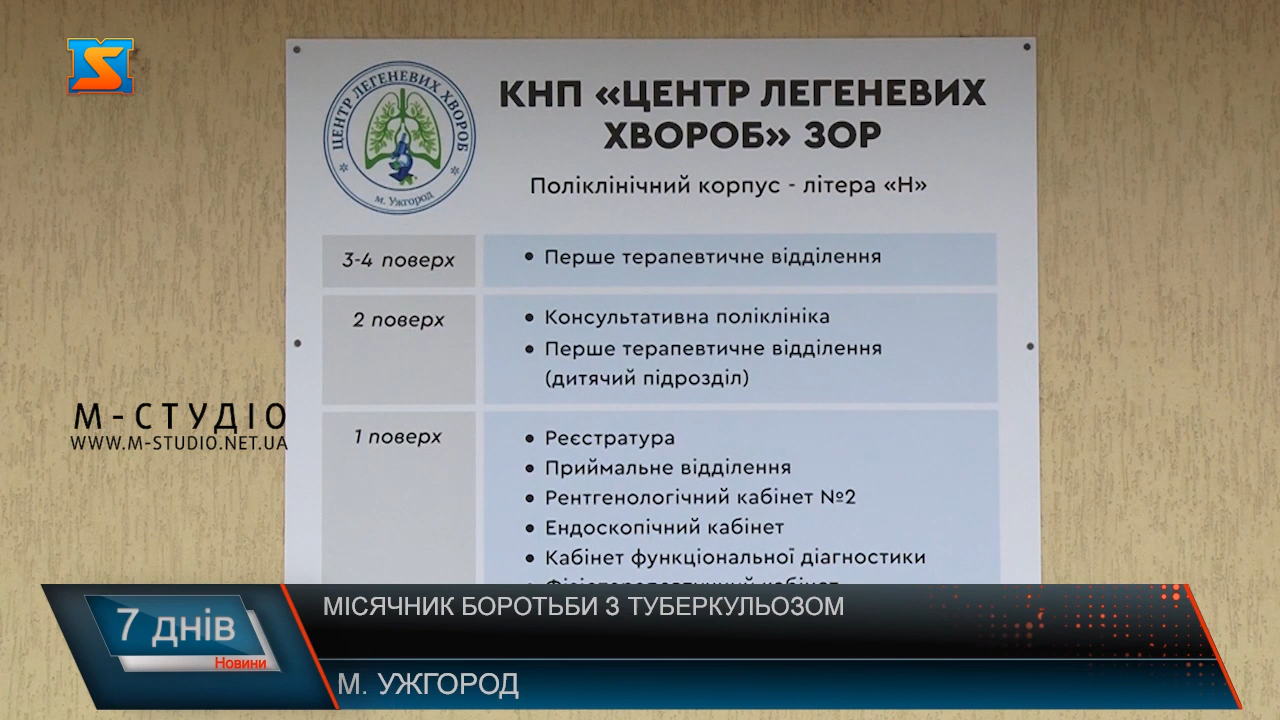 ЦЕНТР ЛЕГЕНЕВИХ ХВОРОБ
м. Ужгород
КНП «ЦЕНТР ЛЕГЕНЕВИХ
ХВОРОБ» ЗОР
Поліклінічний корпус - літера «Н»
3-4 поверх
• Перше терапевтичне відділення
2 поверх
• Консультативна поліклініка
• Перше терапевтичне відділення
(дитячий підрозділ)
1 поверх
• Реєстратура
• Приймальне відділення
• Рентгенологічний кабінет №2
• Ендоскопічний кабінет
• Кабінет функціональної діагностики
М-СТУДІО
WWW.M-STUDIO.NET.UA
7 днів
Новини
МІСЯЧНИК БОРОТЬБИ З ТУБЕРКУЛЬОЗОМ
М. УЖГОРОД